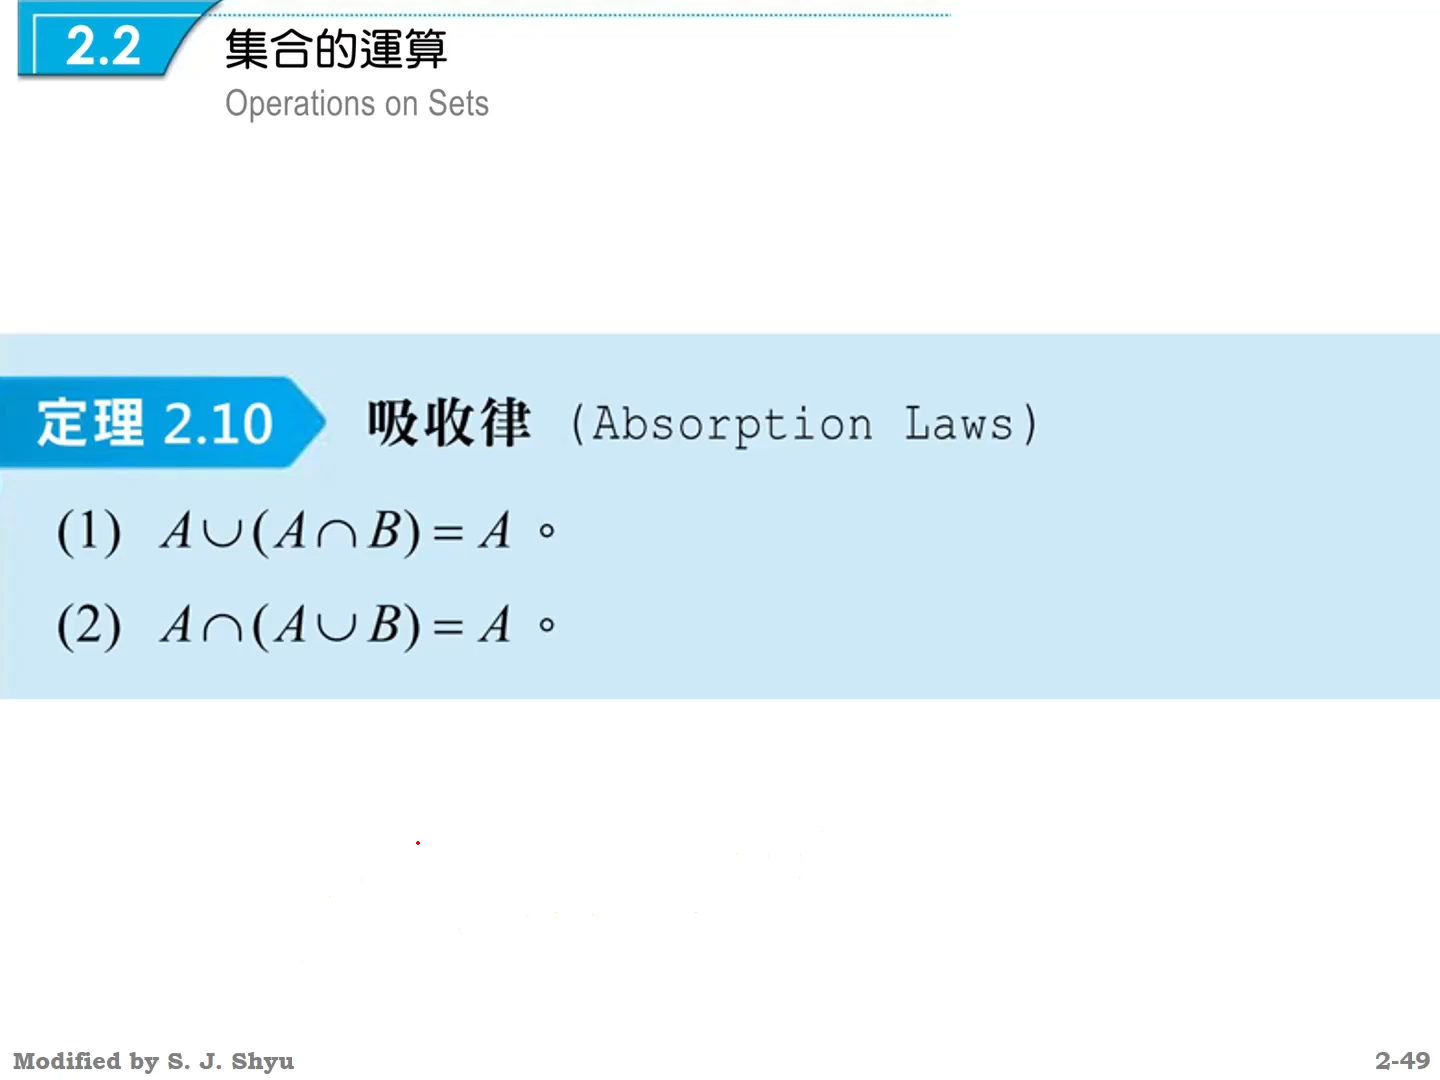 2.2 集合的運算
Operations on Sets
定理 2.10 吸收律 (Absorption Laws)
(1) A∪(A∩B)=A。
(2) A∩(A∪B)=A。
Modified by S. J. Shyu 2-49